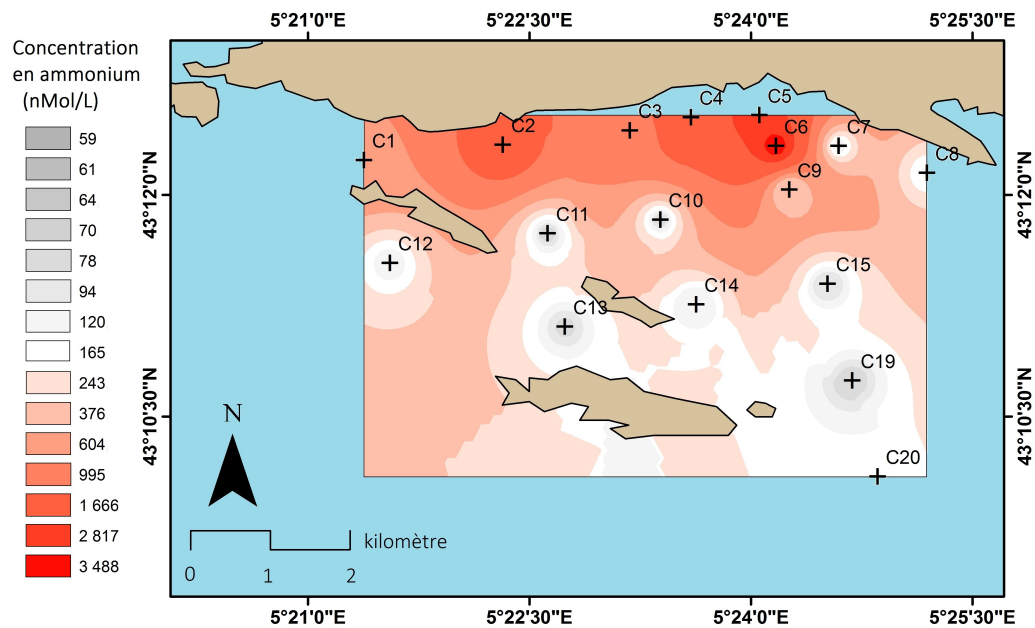 5°21'0"E 5°22'30"E 5°24'0"E 5°25'30"E
Concentration
en ammonium
(nMol/L)
59
61
64
70
78
94
120
165
243
376
604
995
1 666
2 817
3 488
43°12'0"N
43°10'30"N
C1
C2
C3
C4
C5
C6
C7
C8
C9
C10
C11
C12
C13
C14
C15
C19
C20
43°12'0"N
43°10'30"N
N
kilomètre
0 1 2
5°21'0"E 5°22'30"E 5°24'0"E 5°25'30"E